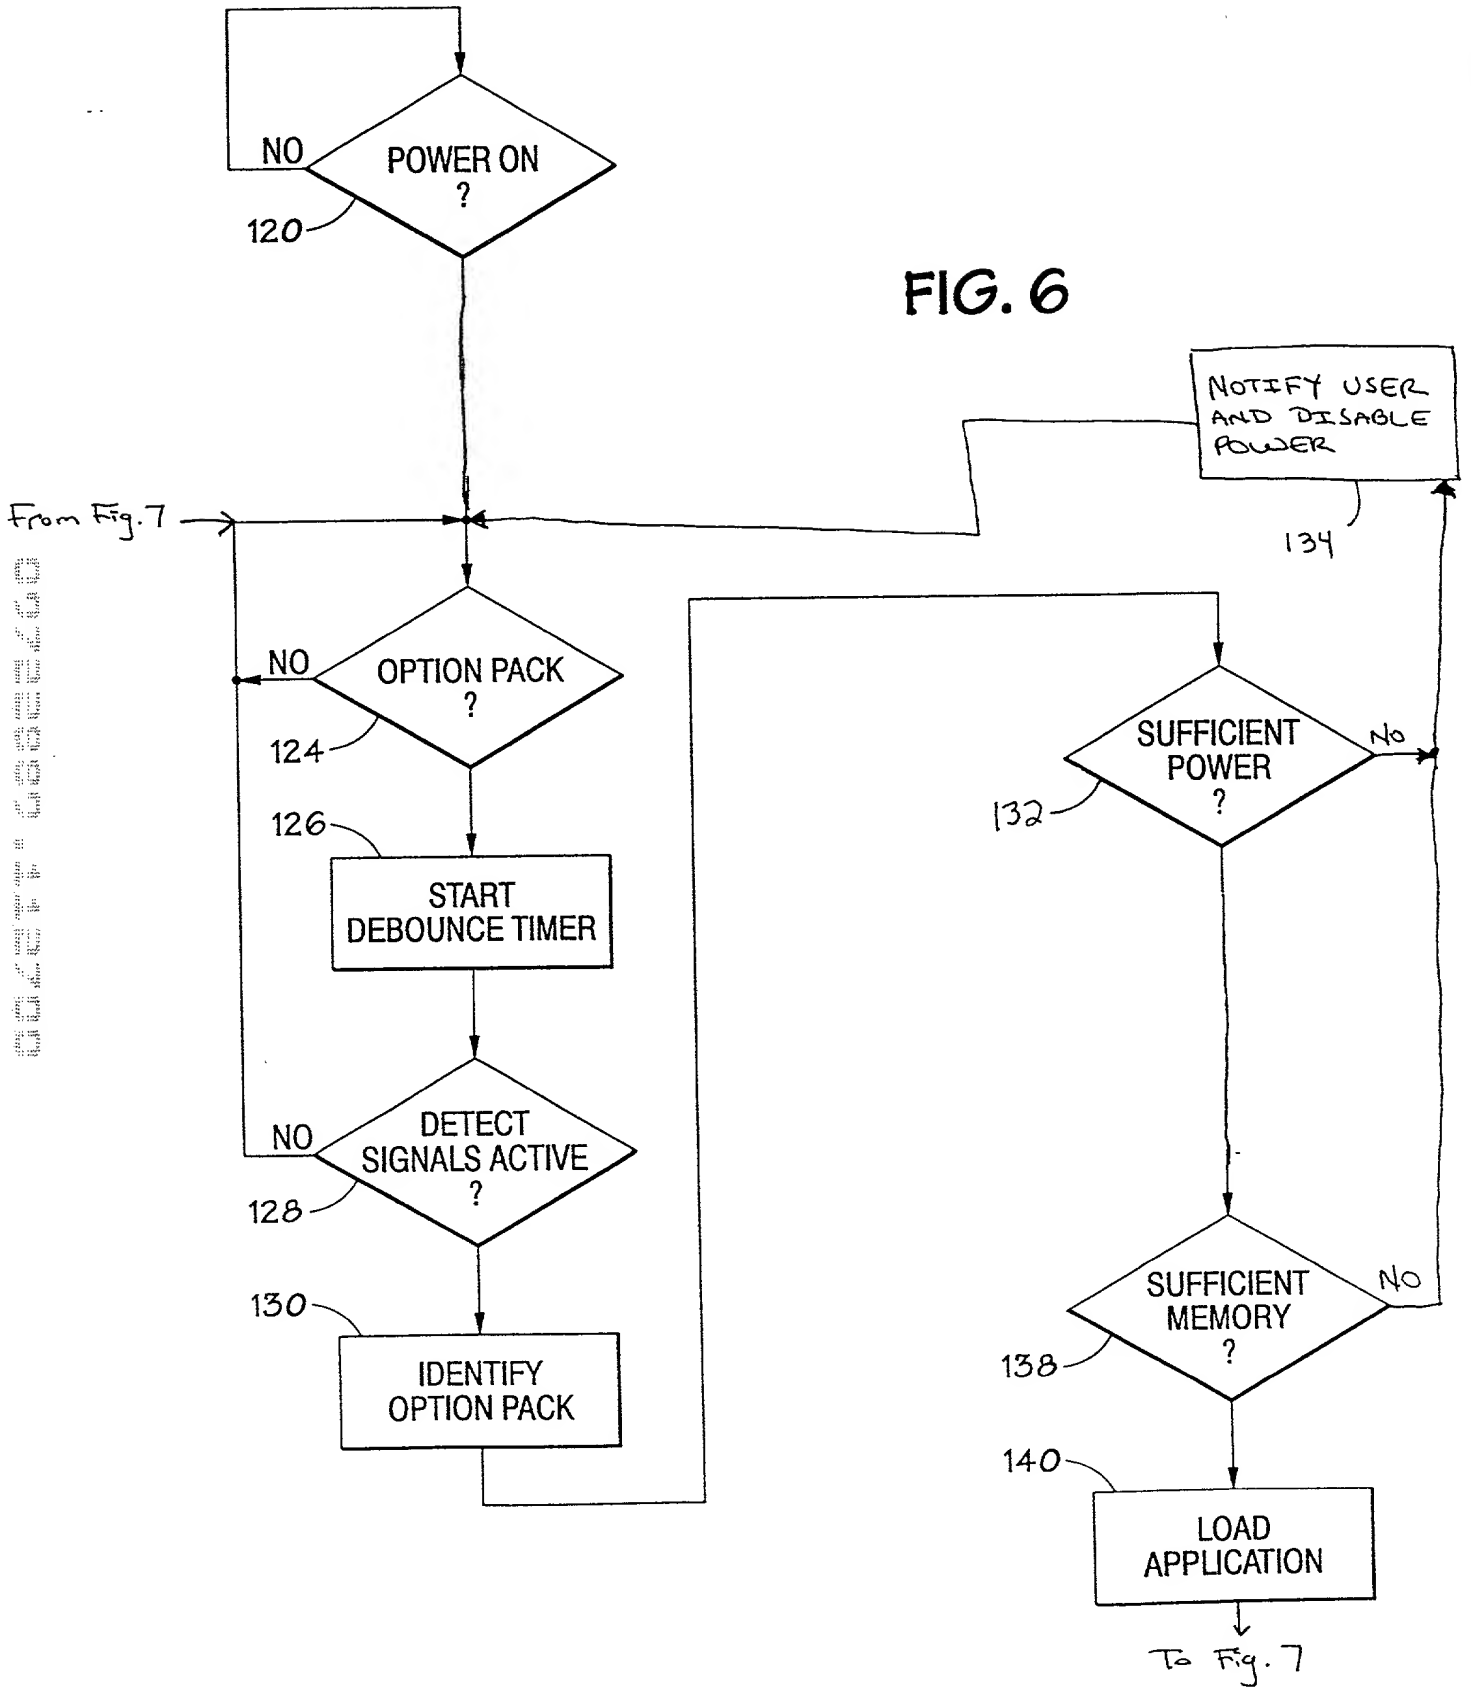 NO
POWER ON
?
120
FIG. 6
NOTIFY USER
AND DISABLE
POWER
134
From Fig. 7
NO
OPTION PACK
?
124
126
START
DEBOUNCE TIMER
NO
DETECT
SIGNALS ACTIVE
?
128
130
IDENTIFY
OPTION PACK
SUFFICIENT
POWER
?
No
132
SUFFICIENT
MEMORY
?
NO
138
140
LOAD
APPLICATION
To Fig. 7